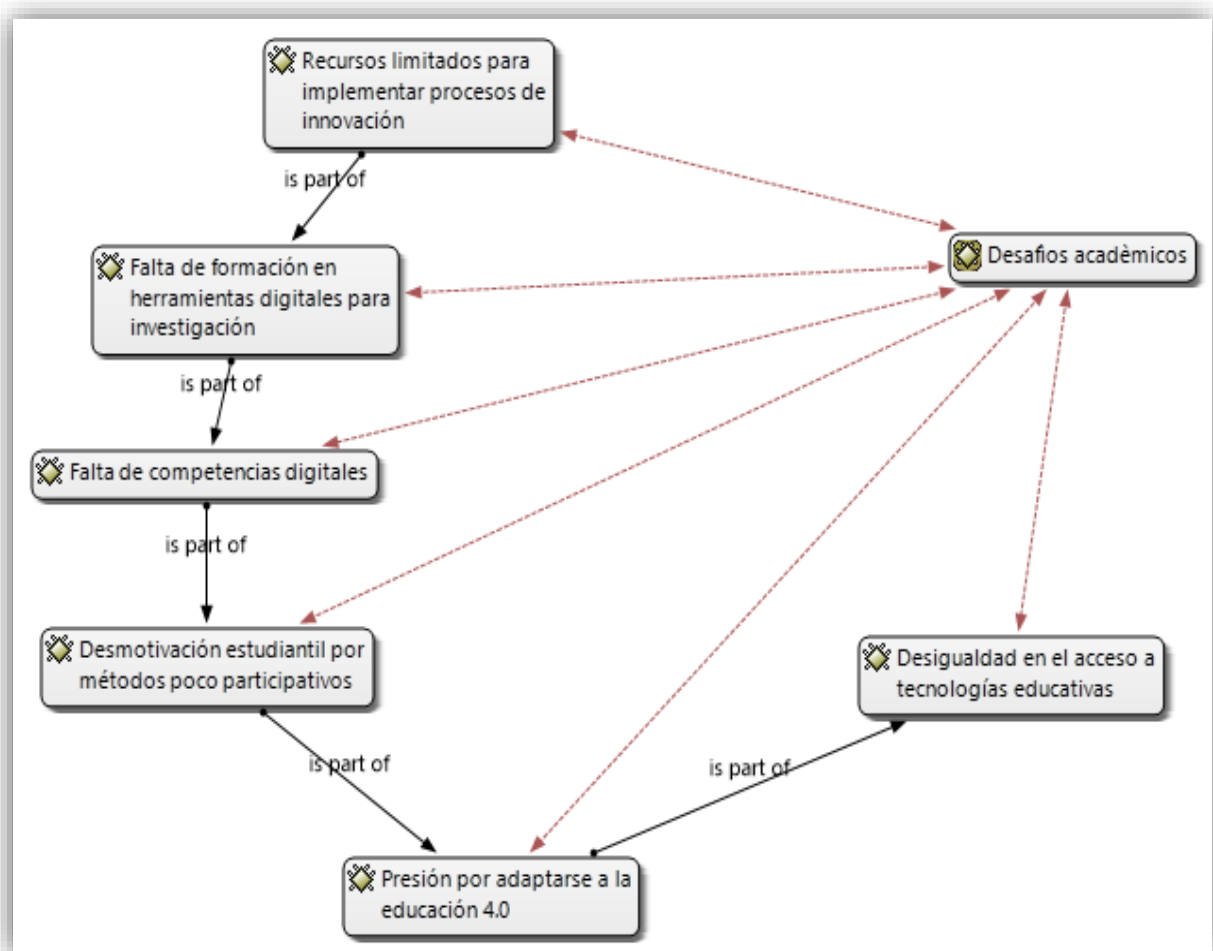 Recursos limitados para
implementar procesos de
innovación
is part of
Falta de formación en
herramientas digitales para
investigación
Desafios acadèmicos
is part of
Falta de competencias digitales
is part of
Desmotivación estudiantil por
métodos poco participativos
Desigualdad en el acceso a
tecnologías educativas
is part of
is part of
Presión por adaptarse a la
educación 4.0